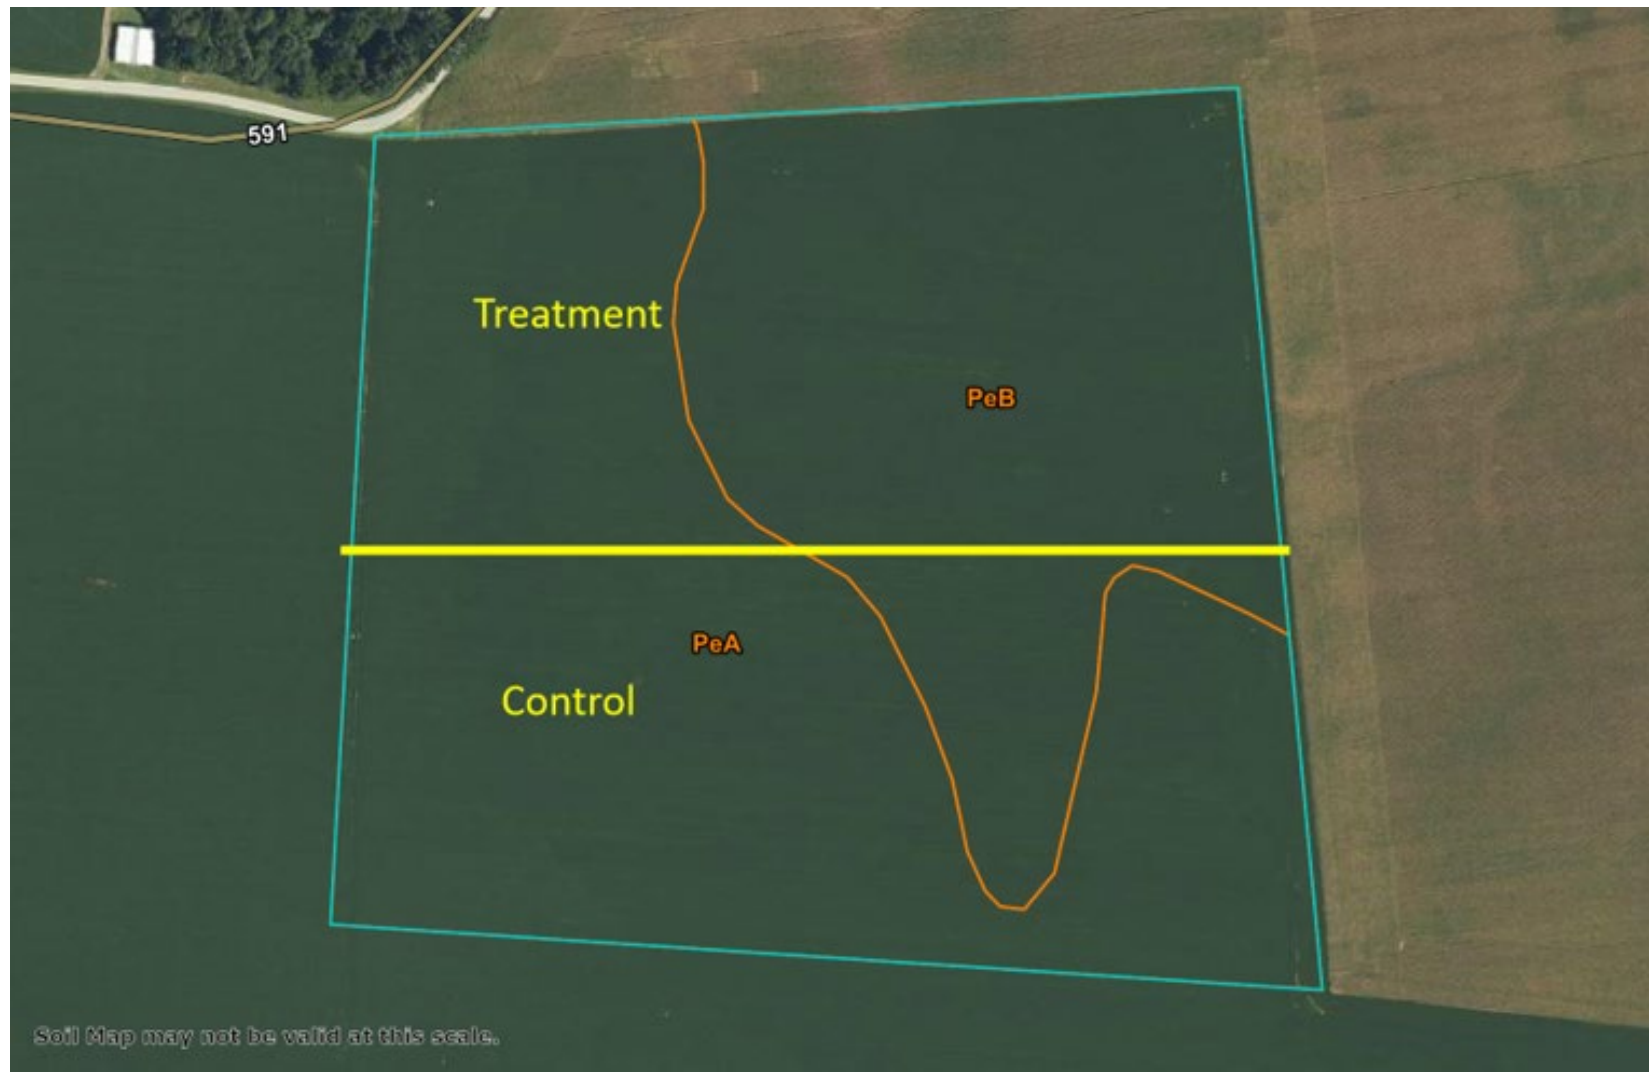 591
Treatment
PeB
PeA
Control
Soil Map may not be valid at this scale.